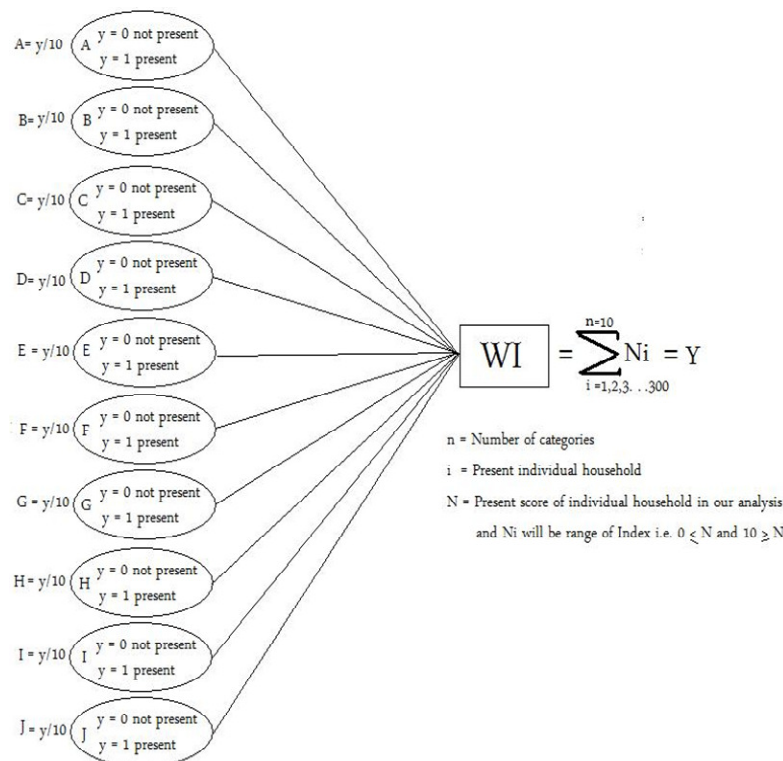 A= y/10 A y = 0 not present
y = 1 present
B= y/10 B y = 0 not present
y = 1 present
C= y/10 C y = 0 not present
y = 1 present
D= y/10 D y = 0 not present
y = 1 present
E = y/10 E y = 0 not present
y = 1 present
F = y/10 F y = 0 not present
y = 1 present
G = y/10 G y = 0 not present
y = 1 present
H = y/10 H y = 0 not present
y = 1 present
I = y/10 I y = 0 not present
y = 1 present
J = y/10 J y = 0 not present
y = 1 present
n=10
WI = ∑ Ni = Y
i =1,2,3. . .300
n = Number of categories
i = Present individual household
N = Present score of individual household in our analysis
and Ni will be range of Index i.e. 0 ≤ N and 10 ≥ N